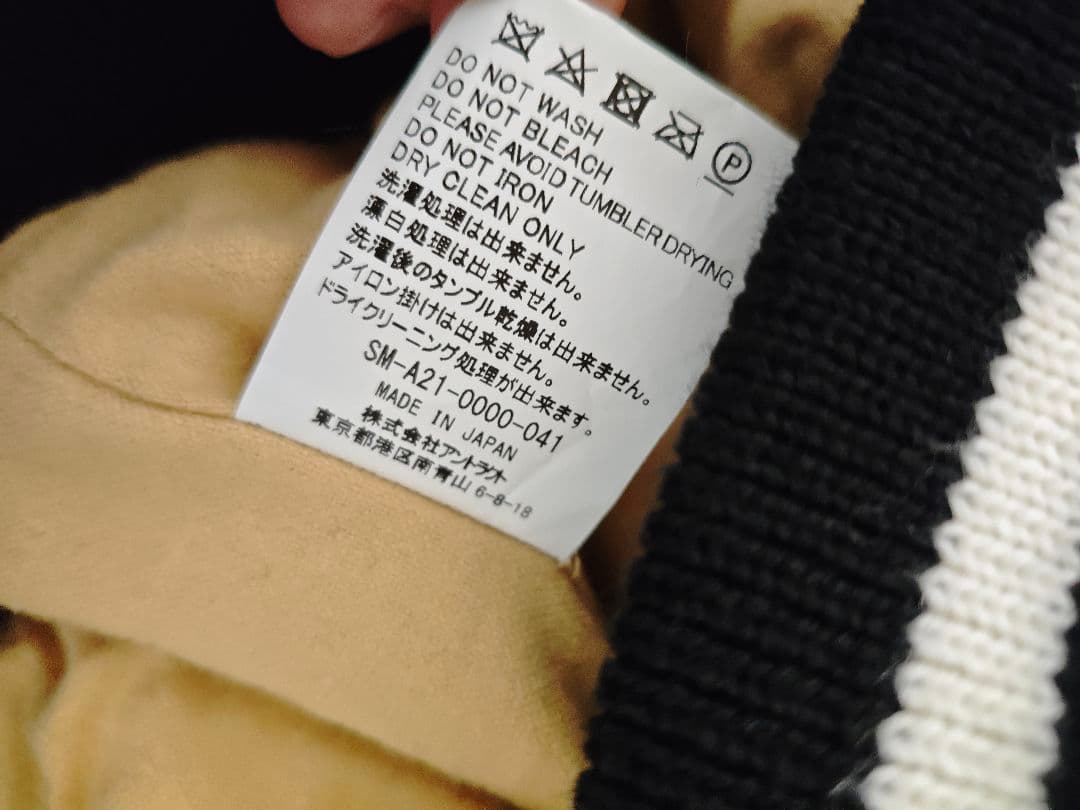 P
DO NOT WASH
DO NOT BLEACH
PLEASE AVOID TUMBLER DRYING
DO NOT IRON
DRY CLEAN ONLY
洗濯処理は出来ません。
漂白処理は出来ません。
洗濯後のタンブル乾燥は出来ません。
アイロン掛けは出来ません。
ドライクリーニング処理が出来ます。
SM-A21-0000-041
MADE IN JAPAN
株式会社アントラオ
東京都港区南青山 6-8-18